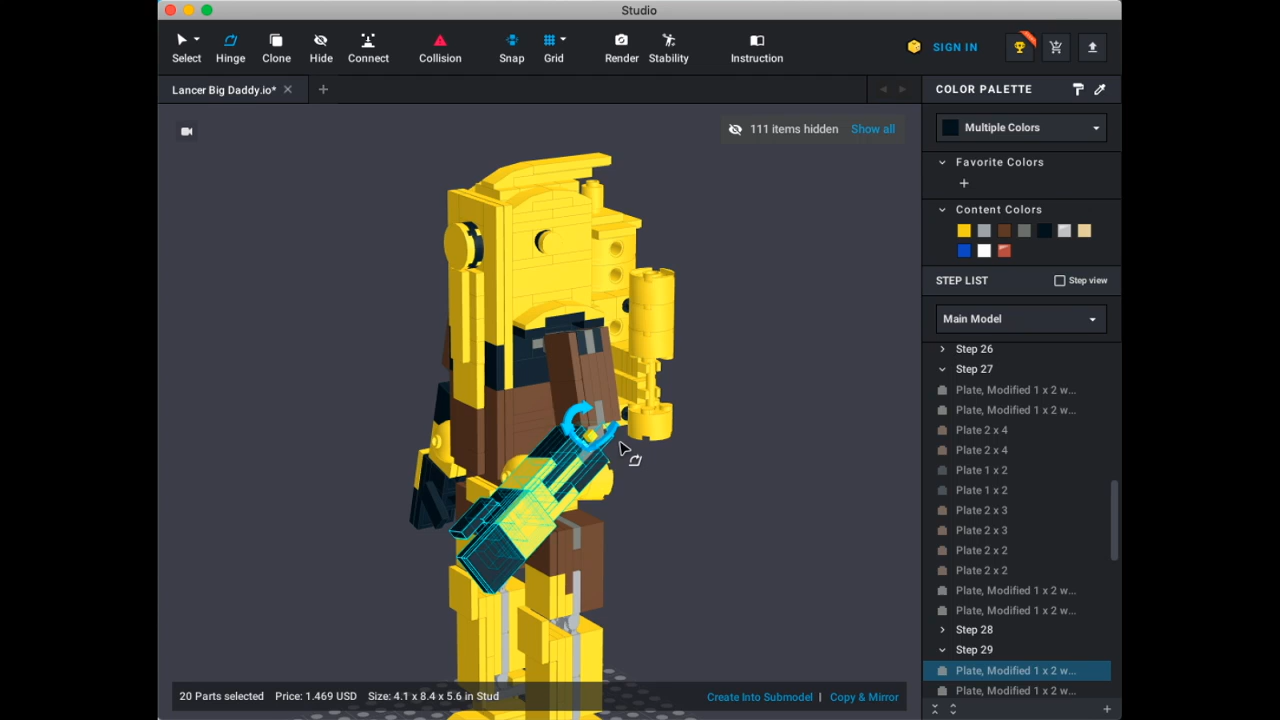 Studio
Select Hinge Clone Hide Connect Collision Snap Grid Render Stability Instruction SIGN IN
Lancer Big Daddy.io*
COLOR PALETTE
111 items hidden Show all
Multiple Colors
Favorite Colors
Content Colors
STEP LIST Step view
Main Model
Step 26
Step 27
Plate, Modified 1 x 2 w...
Plate, Modified 1 x 2 w...
Plate 2 x 4
Plate 2 x 4
Plate 1 x 2
Plate 1 x 2
Plate 2 x 3
Plate 2 x 3
Plate 2 x 2
Plate 2 x 2
Plate, Modified 1 x 2 w...
Plate, Modified 1 x 2 w...
Step 28
Step 29
Plate, Modified 1 x 2 w...
Plate, Modified 1 x 2 w...
20 Parts selected Price: 1.469 USD Size: 4.1 x 8.4 x 5.6 in Stud Create Into Submodel | Copy & Mirror